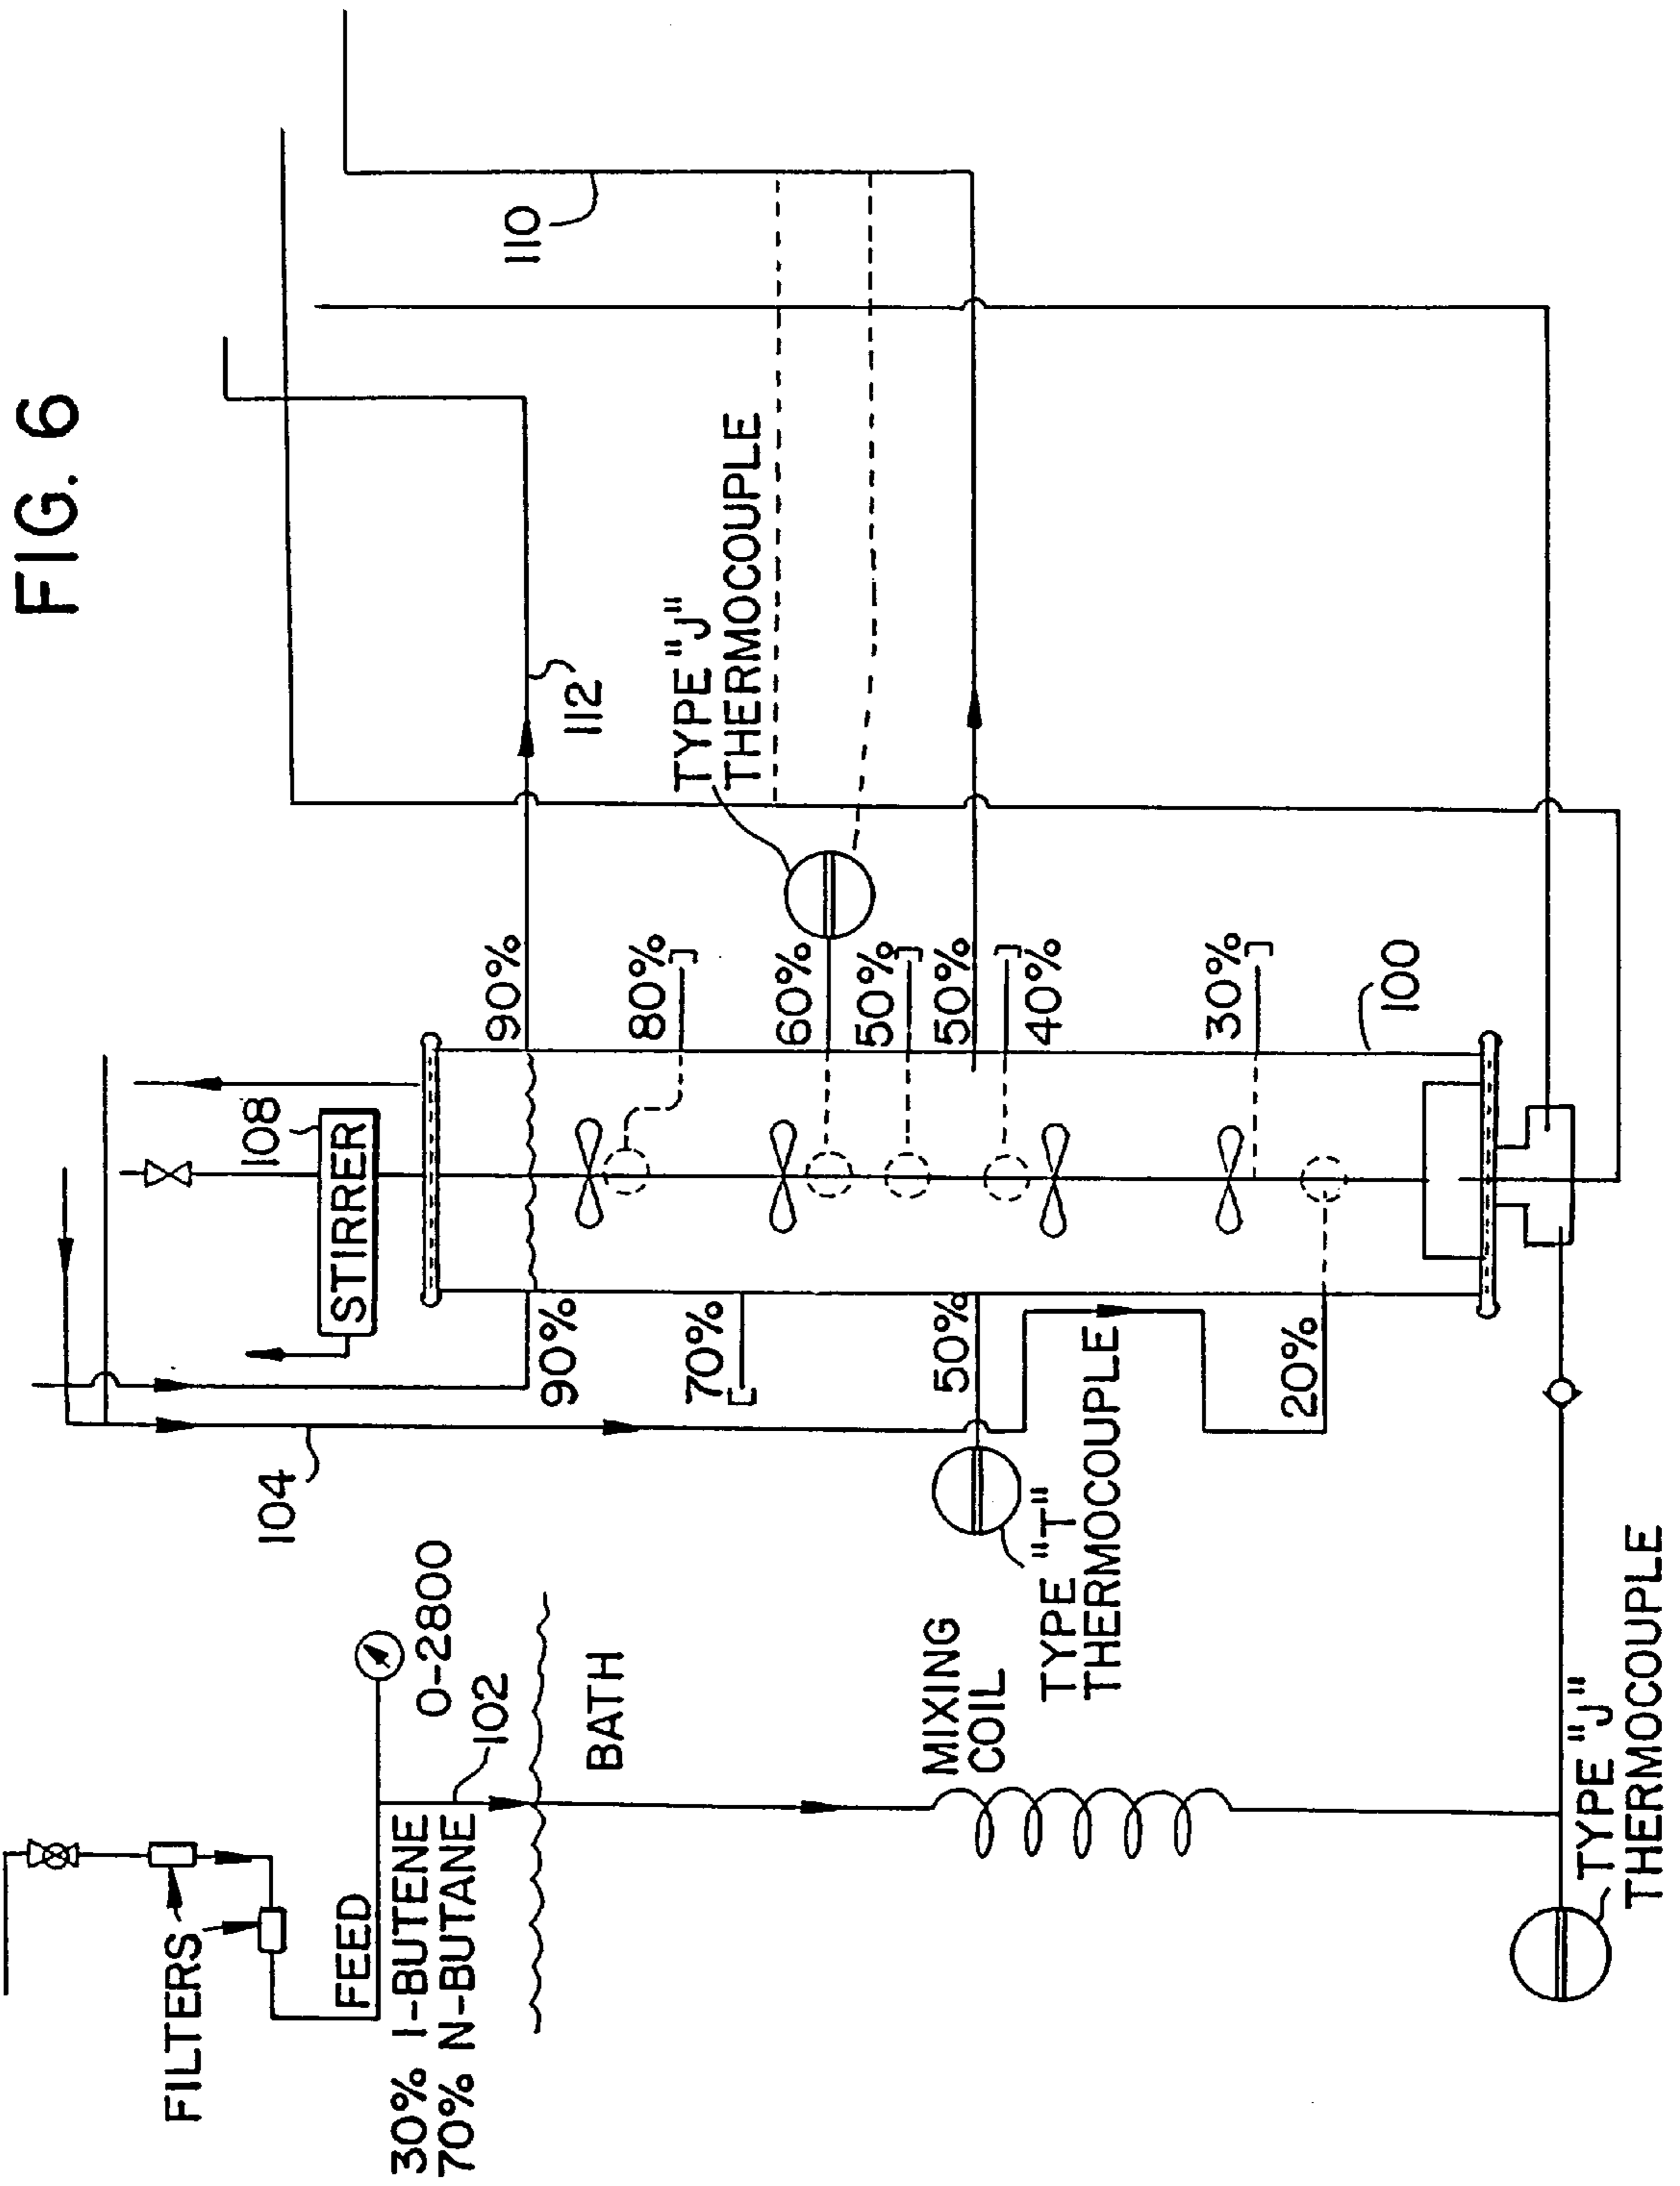 FIG. 6
FILTERS
FEED
30% I-BUTENE
70% N-BUTANE
0-2800
102
BATH
MIXING
COIL
TYPE "J"
THERMOCOUPLE
104
STIRRER
108
90%
70%
50%
20%
TYPE "T"
THERMOCOUPLE
90%
80%
60%
50%
50%
40%
30%
100
112
TYPE "J"
THERMOCOUPLE
110